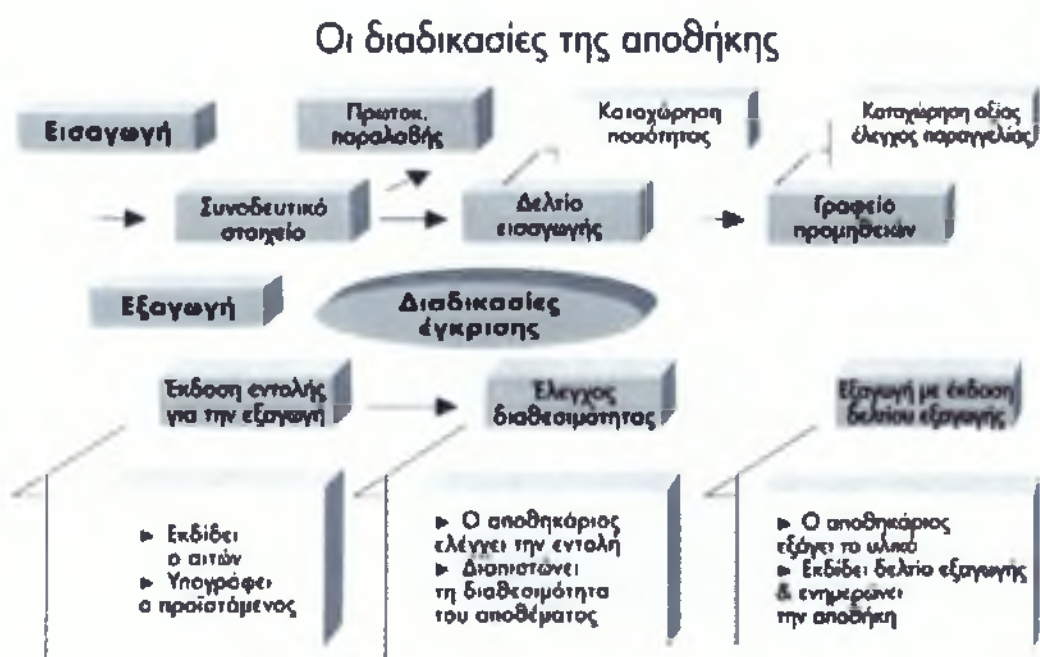 Οι διαδικασίες της αποθήκης
Εισαγωγή
Πρωτοκ.
παραλαβής
Καταχώρηση
ποσότητας
Καταχώρηση αξίας
έλεγχος παραγγελίας
Συνοδευτικό
στοιχείο
Δελτίο
εισαγωγής
Γραφείο
προμηθειών
Εξαγωγή
Διαδικασίες
έγκρισης
Έκδοση εντολής
για την εξαγωγή
Έλεγχος
διαθεσιμότητας
Εξαγωγή με έκδοση
δελτίου εξαγωγής
► Εκδίδει
ο αιτών
► Υπογράφει
ο προϊστάμενος
► Ο αποθηκάριος
ελέγχει την εντολή
► Διαπιστώνει
τη διαθεσιμότητα
του αποθέματος
► Ο αποθηκάριος
εξάγει το υλικό
► Εκδίδει δελτίο εξαγωγής
& ενημερώνει
την αποθήκη